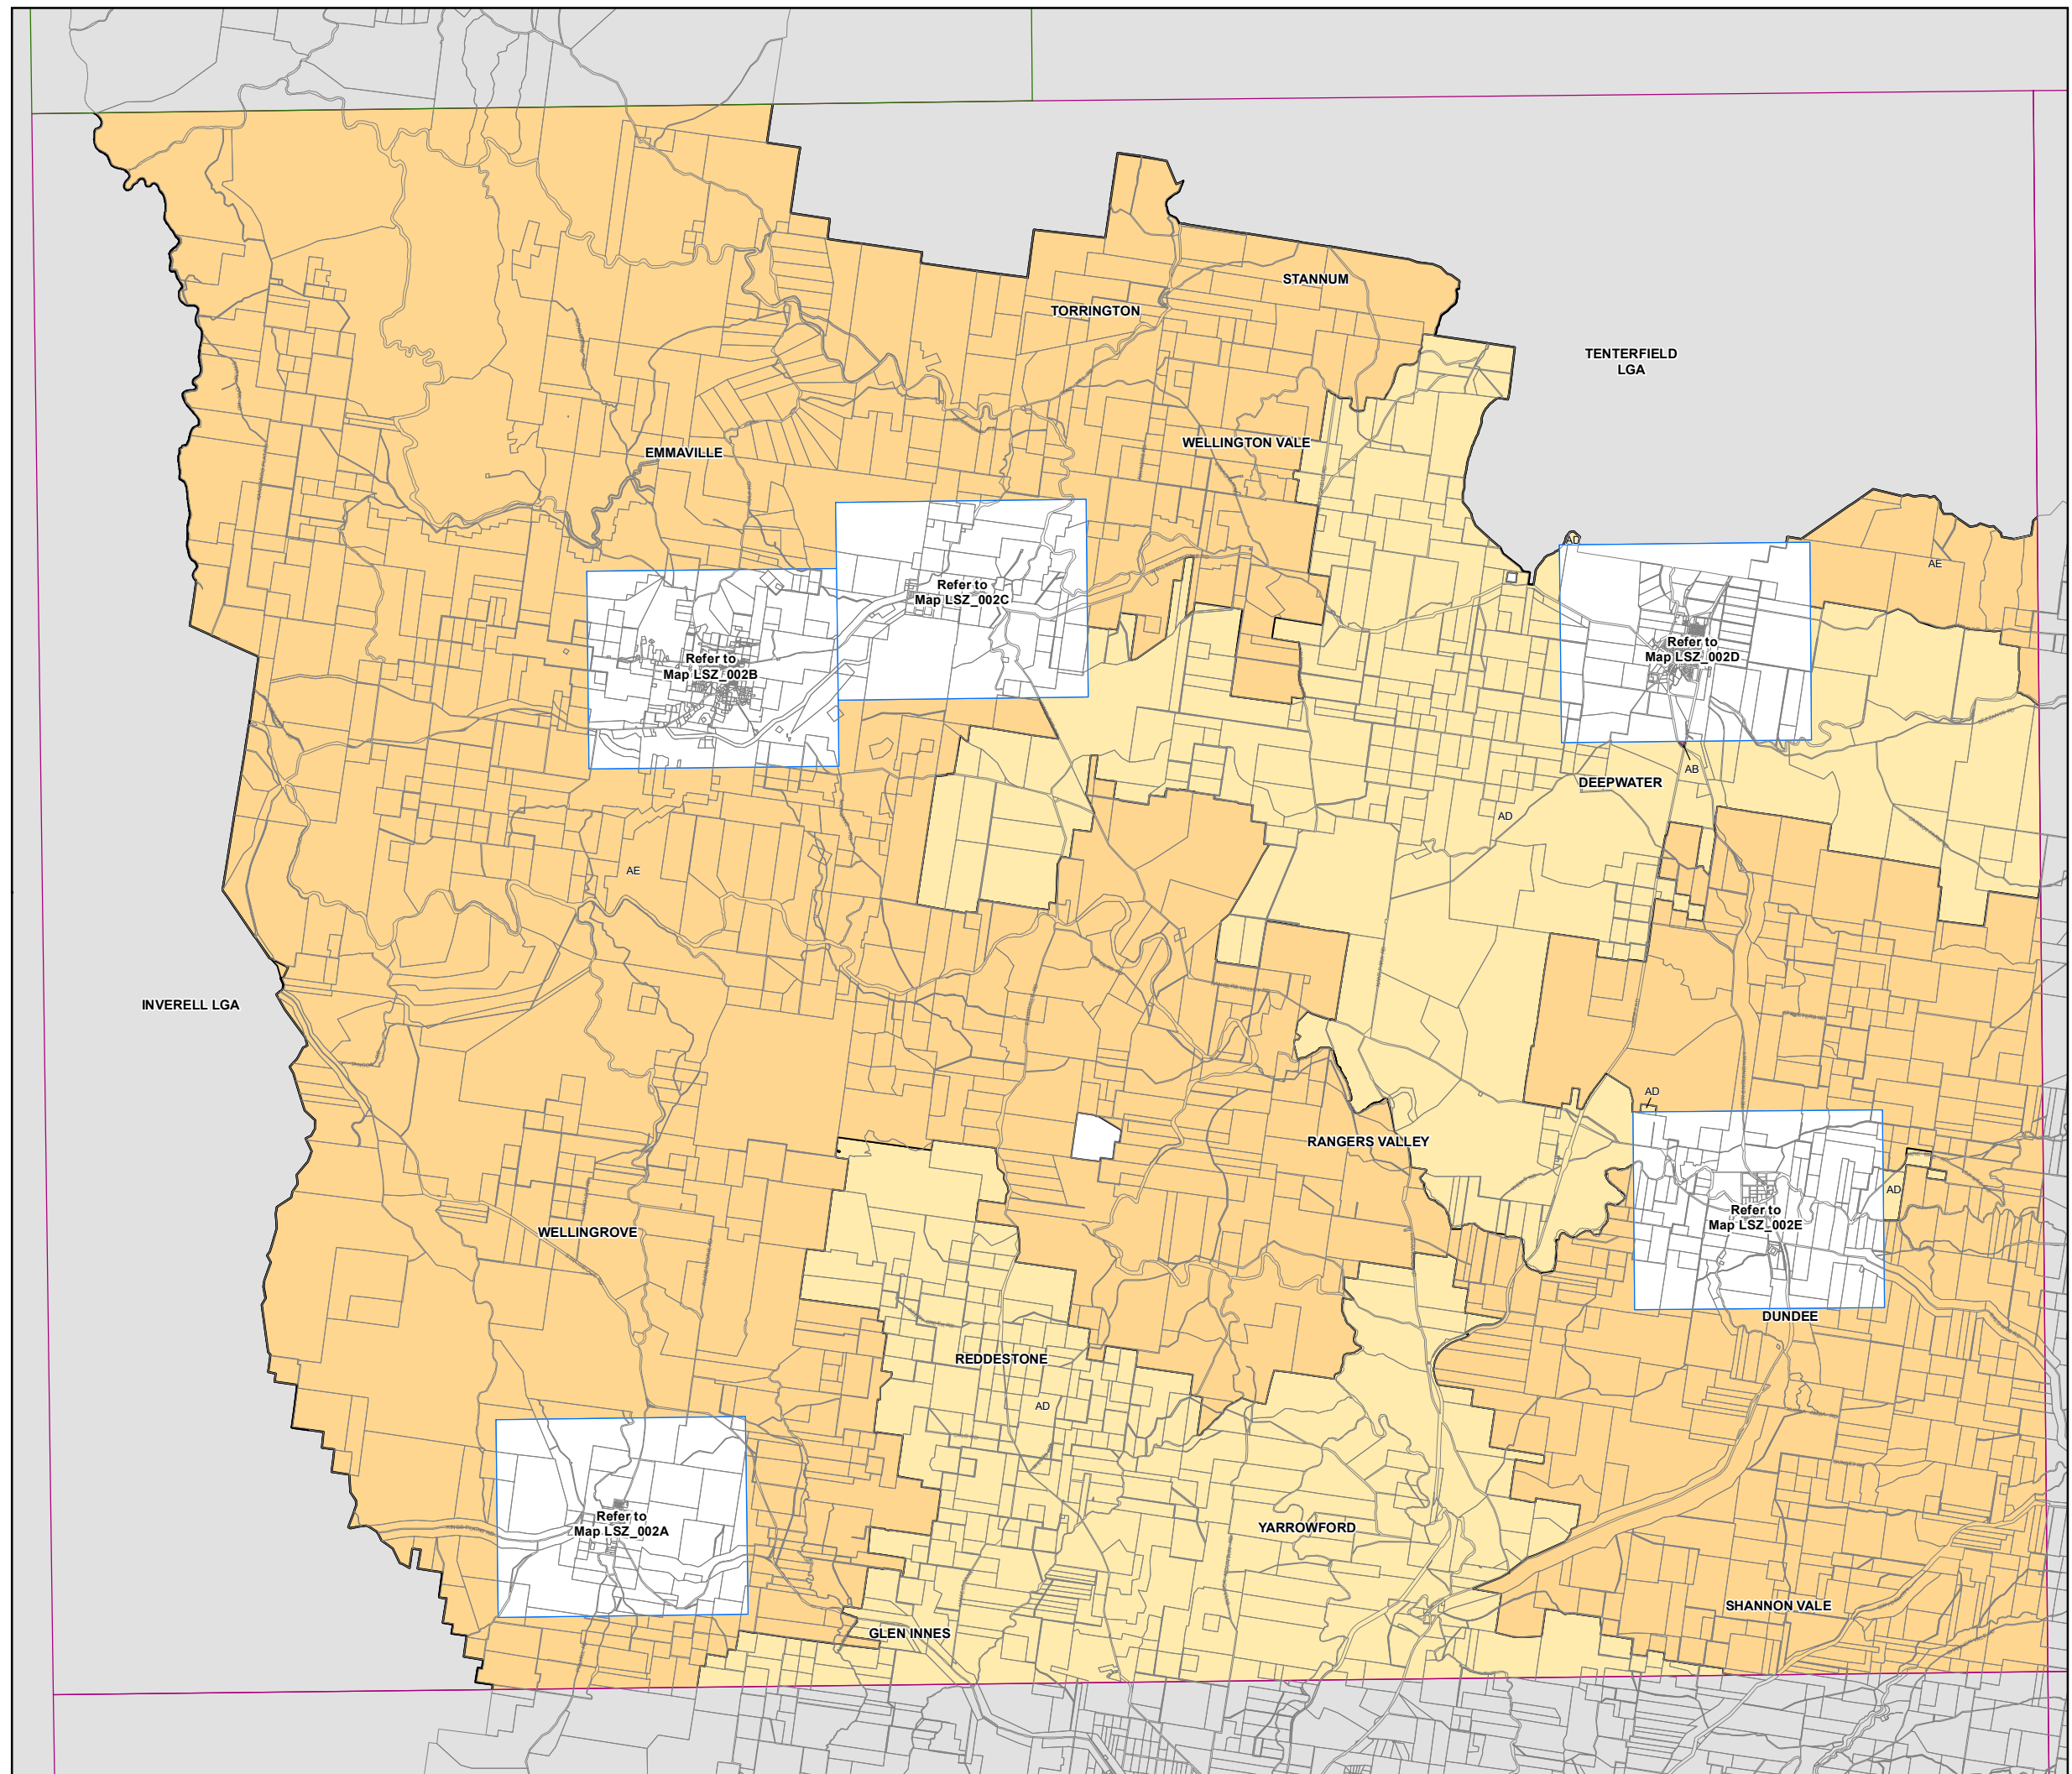 STANNUM
TORRINGTON
TENTERFIELD
LGA
WELLINGTON VALE
EMMAVILLE
AD
AE
Refer to
Map LSZ_002C
Refer to
Map LSZ_002D
Refer to
Map LSZ_002B
AB
DEEPWATER
AD
AE
INVERELL LGA
AD
RANGERS VALLEY
AD
Refer to
Map LSZ_002E
WELLINGROVE
DUNDEE
REDDESTONE
AD
Refer to
Map LSZ_002A
YARROWFORD
SHANNON VALE
GLEN INNES